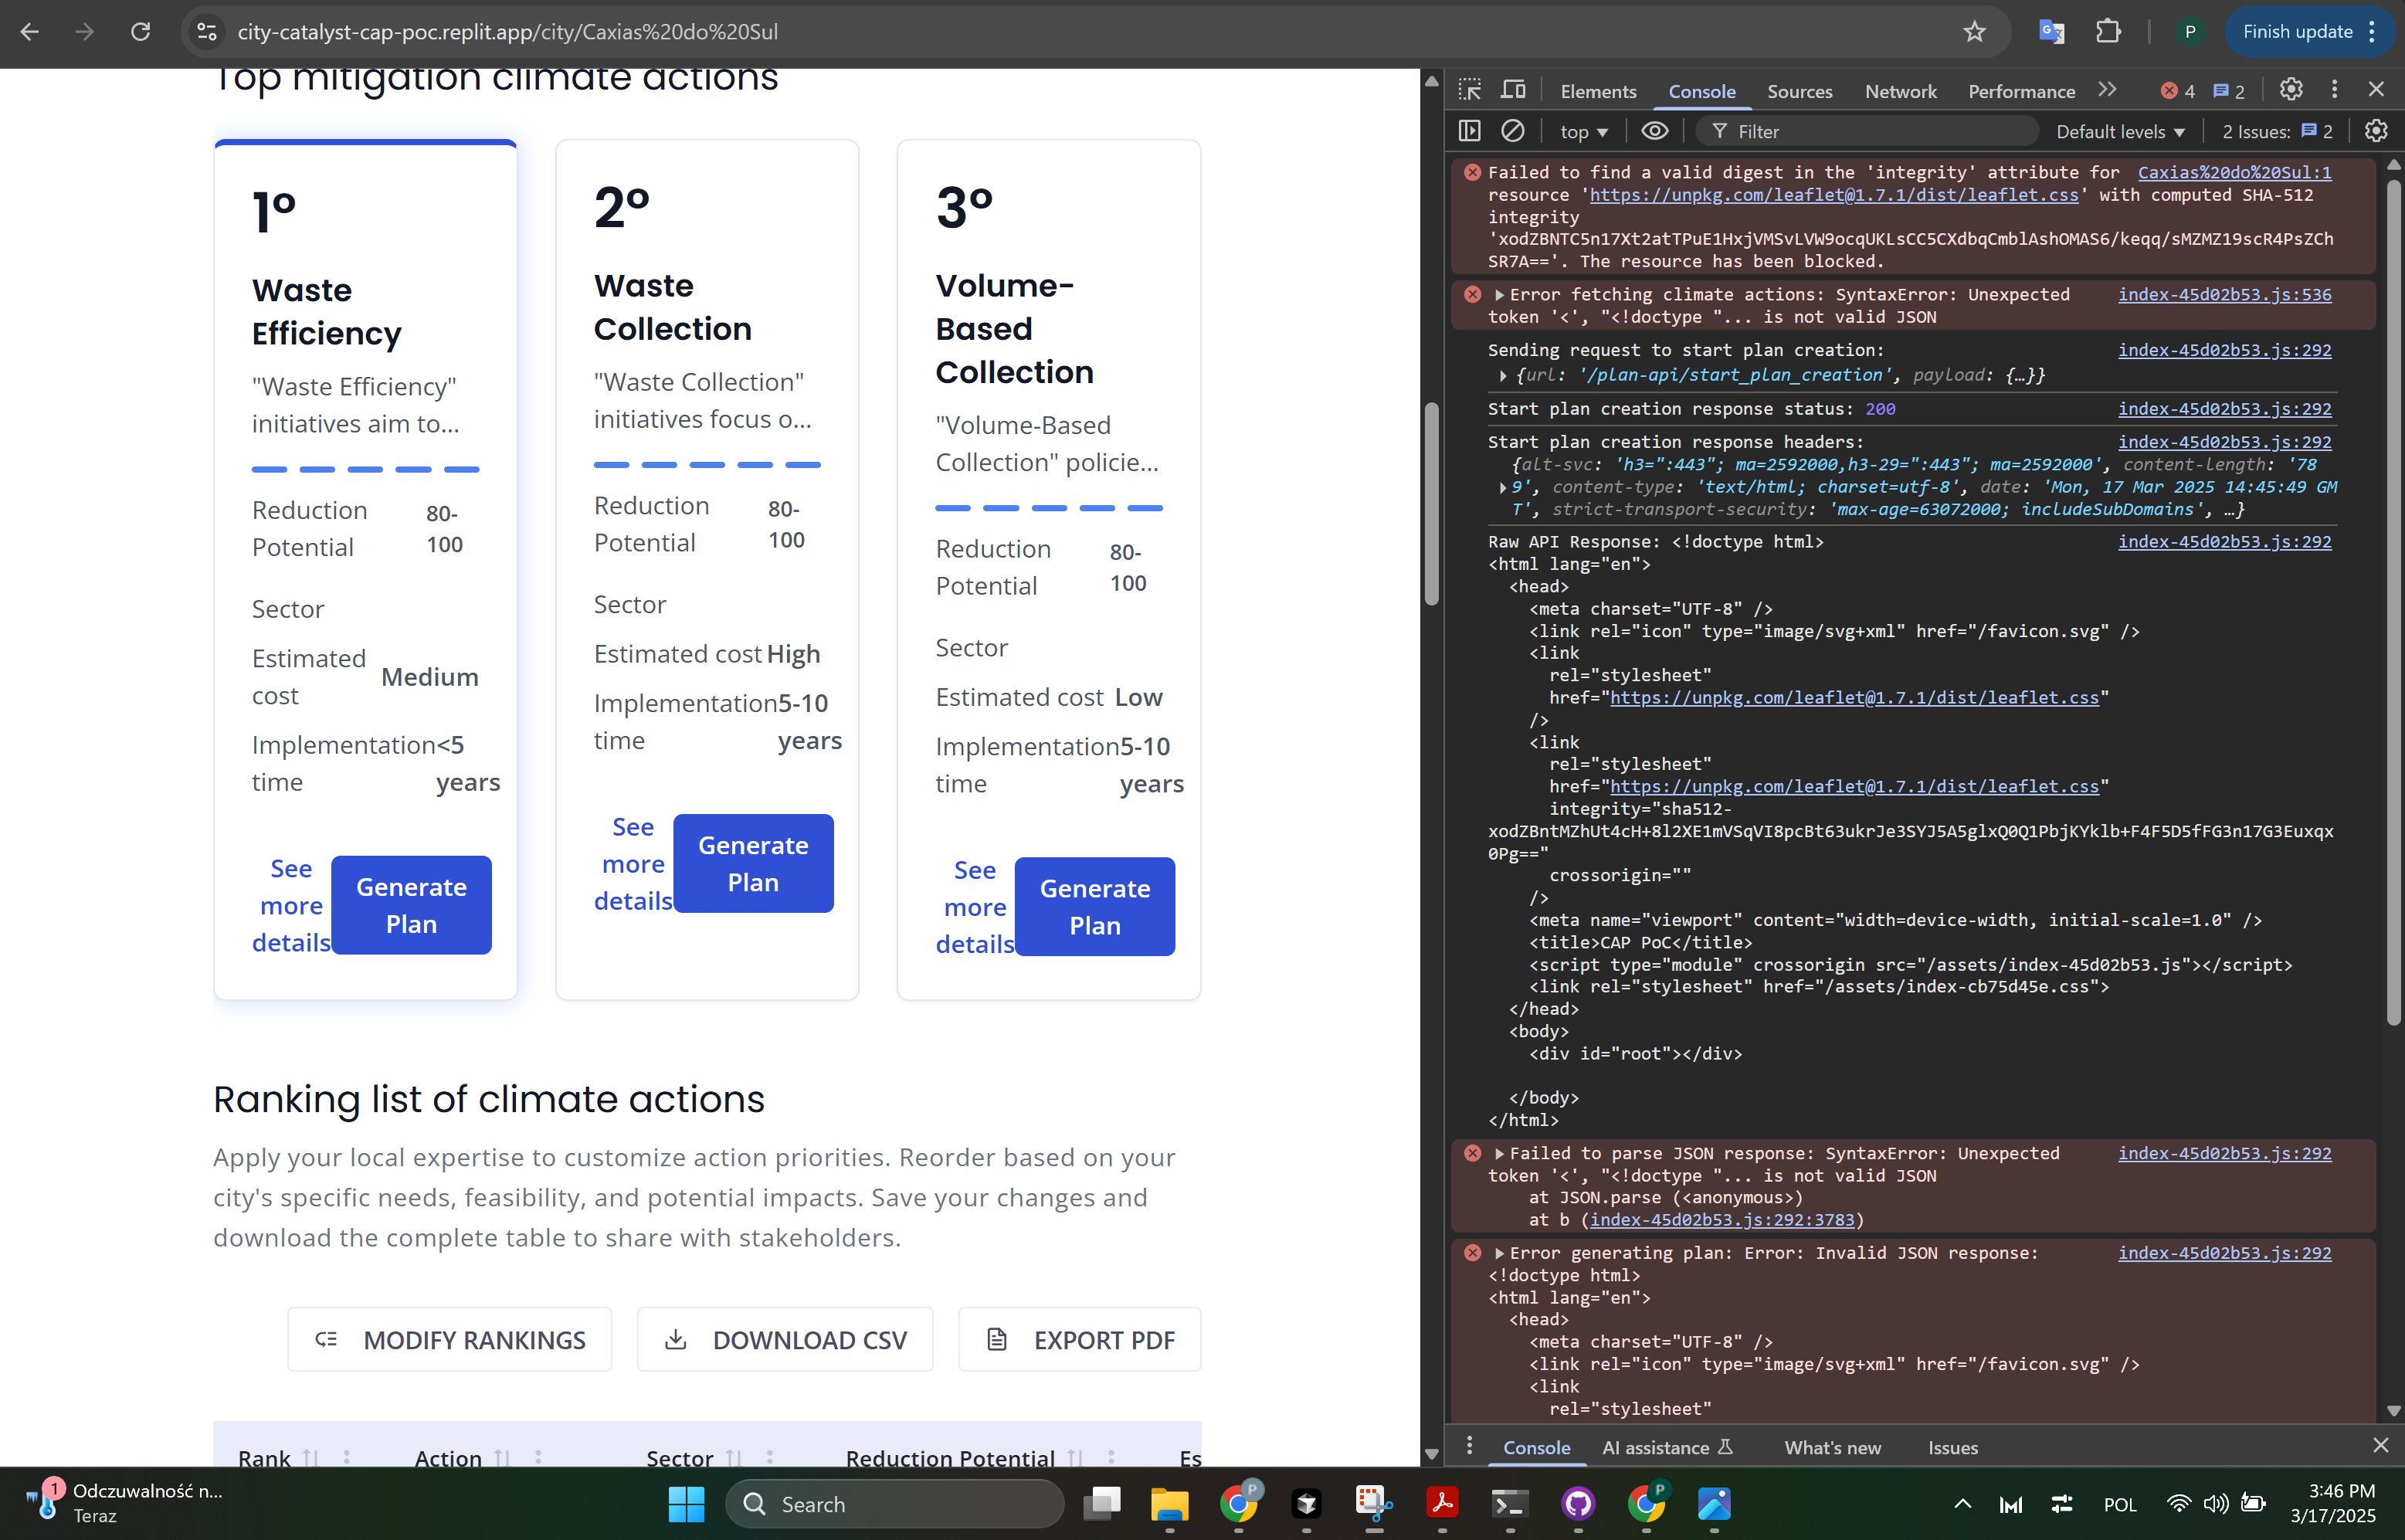 city-catalyst-cap-poc.replit.app/city/Caxias%20do%20Sul
P
Finish update
Top mitigation climate actions
1º
Waste
Efficiency
"Waste Efficiency"
initiatives aim to...
Reduction
Potential
80-
100
Sector
Estimated
cost
Medium
Implementation
time
<5
years
See
more
details
Generate
Plan
2º
Waste
Collection
"Waste Collection"
initiatives focus o...
Reduction
Potential
80-
100
Sector
Estimated cost High
Implementation
time
5-10
years
See
more
details
Generate
Plan
3º
Volume-
Based
Collection
"Volume-Based
Collection" policie...
Reduction
Potential
80-
100
Sector
Estimated cost Low
Implementation
time
5-10
years
See
more
details
Generate
Plan
Ranking list of climate actions
Apply your local expertise to customize action priorities. Reorder based on your
city's specific needs, feasibility, and potential impacts. Save your changes and
download the complete table to share with stakeholders.
MODIFY RANKINGS
DOWNLOAD CSV
EXPORT PDF
Rank Action Sector Reduction Potential Es
Elements Console Sources Network Performance 4 2
top Filter Default levels 2 Issues: 2
Failed to find a valid digest in the 'integrity' attribute for Caxias%20do%20Sul:1
resource 'https://unpkg.com/leaflet@1.7.1/dist/leaflet.css' with computed SHA-512
integrity
'xodZBNTC5n17Xt2atTPuE1HxjVMSvLVW9ocqUKLsCC5CXdbqCmblAshOMAS6/keqq/sMZMZ19scR4PsZCh
SR7A=='. The resource has been blocked.
Error fetching climate actions: SyntaxError: Unexpected index-45d02b53.js:536
token '<', "<!doctype "... is not valid JSON
Sending request to start plan creation: index-45d02b53.js:292
{url: '/plan-api/start_plan_creation', payload: {…}}
Start plan creation response status: 200 index-45d02b53.js:292
Start plan creation response headers: index-45d02b53.js:292
{alt-svc: 'h3=":443"; ma=2592000,h3-29=":443"; ma=2592000', content-length: '78
9', content-type: 'text/html; charset=utf-8', date: 'Mon, 17 Mar 2025 14:45:49 GM
T', strict-transport-security: 'max-age=63072000; includeSubDomains', …}
Raw API Response: <!doctype html> index-45d02b53.js:292
<html lang="en">
<head>
<meta charset="UTF-8" />
<link rel="icon" type="image/svg+xml" href="/favicon.svg" />
<link
rel="stylesheet"
href="https://unpkg.com/leaflet@1.7.1/dist/leaflet.css"
/>
<link
rel="stylesheet"
href="https://unpkg.com/leaflet@1.7.1/dist/leaflet.css"
integrity="sha512-
xodZBntMZhUt4cH+8l2XE1mVSqVI8pcBt63ukrJe3SYJ5A5glxQ0Q1PbjKYklb+F4F5D5fFG3n17G3Euxqx
0Pg=="
crossorigin=""
/>
<meta name="viewport" content="width=device-width, initial-scale=1.0" />
<title>CAP PoC</title>
<script type="module" crossorigin src="/assets/index-45d02b53.js"></script>
<link rel="stylesheet" href="/assets/index-cb75d45e.css">
</head>
<body>
<div id="root"></div>
</body>
</html>
Failed to parse JSON response: SyntaxError: Unexpected index-45d02b53.js:292
token '<', "<!doctype "... is not valid JSON
at JSON.parse (<anonymous>)
at b (index-45d02b53.js:292:3783)
Error generating plan: Error: Invalid JSON response: index-45d02b53.js:292
<!doctype html>
<html lang="en">
<head>
<meta charset="UTF-8" />
<link rel="icon" type="image/svg+xml" href="/favicon.svg" />
<link
rel="stylesheet"
Console AI assistance What's new Issues
1
Odczuwalność n...
Teraz
Search
P
P
POL
3:46 PM
3/17/2025